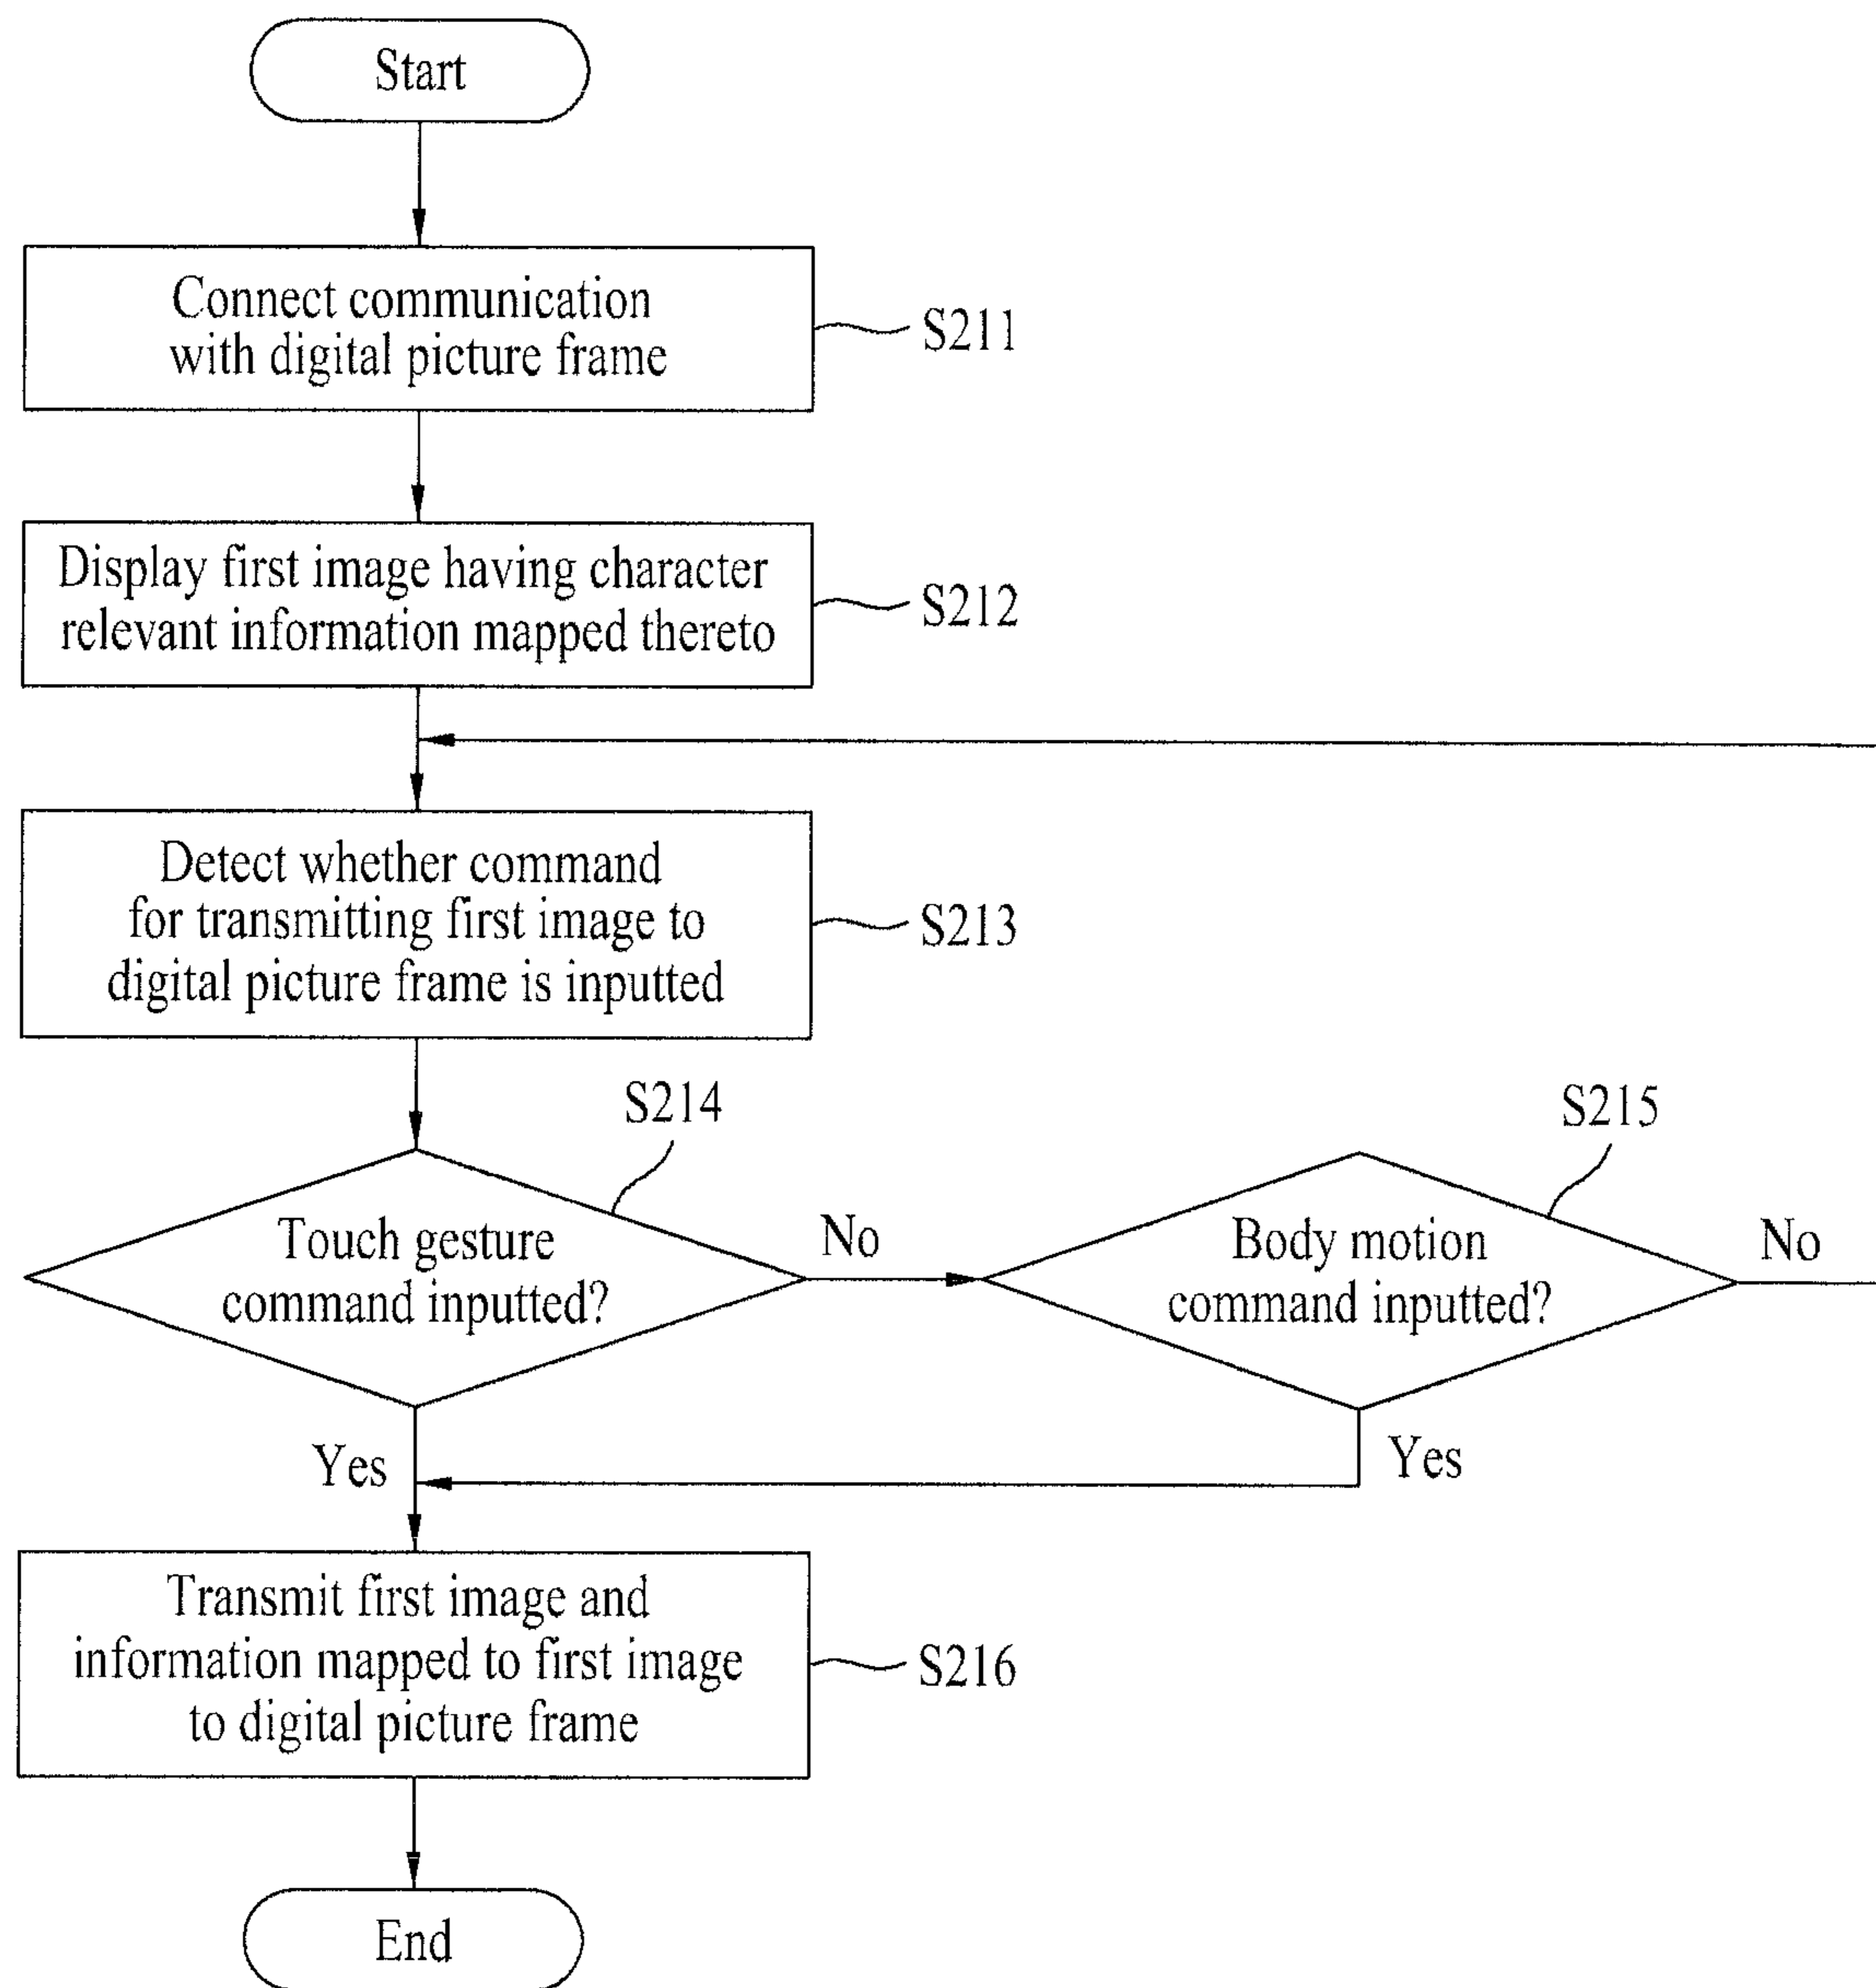 Start
Connect communication
with digital picture frame
S211
Display first image having character
relevant information mapped thereto
S212
Detect whether command
for transmitting first image to
digital picture frame is inputted
S213
S214
Touch gesture
command inputted?
No
S215
Body motion
command inputted?
No
Yes
Yes
Transmit first image and
information mapped to first image
to digital picture frame
S216
End